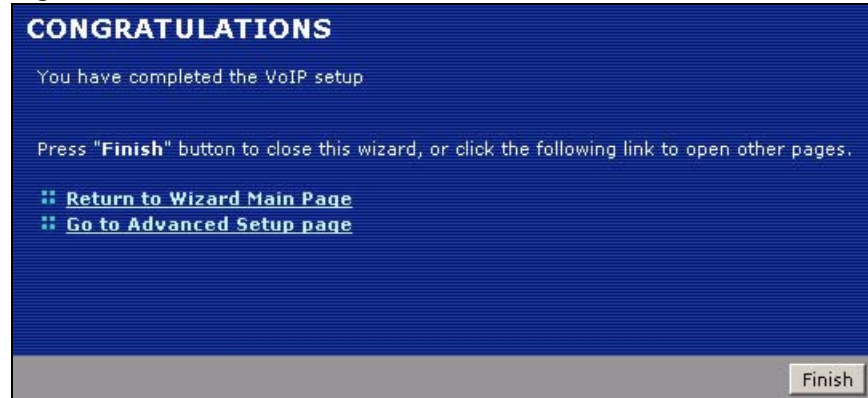 CONGRATULATIONS
You have completed the VoIP setup
Press "Finish" button to close this wizard, or click the following link to open other pages.
Return to Wizard Main Page
Go to Advanced Setup page
Finish